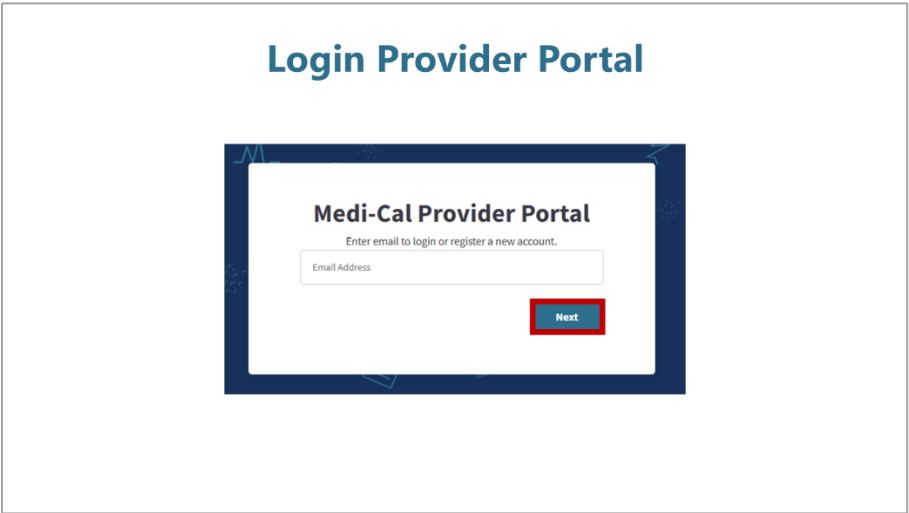 Login Provider Portal
Medi-Cal Provider Portal
Enter email to login or register a new account.
Email Address
Next